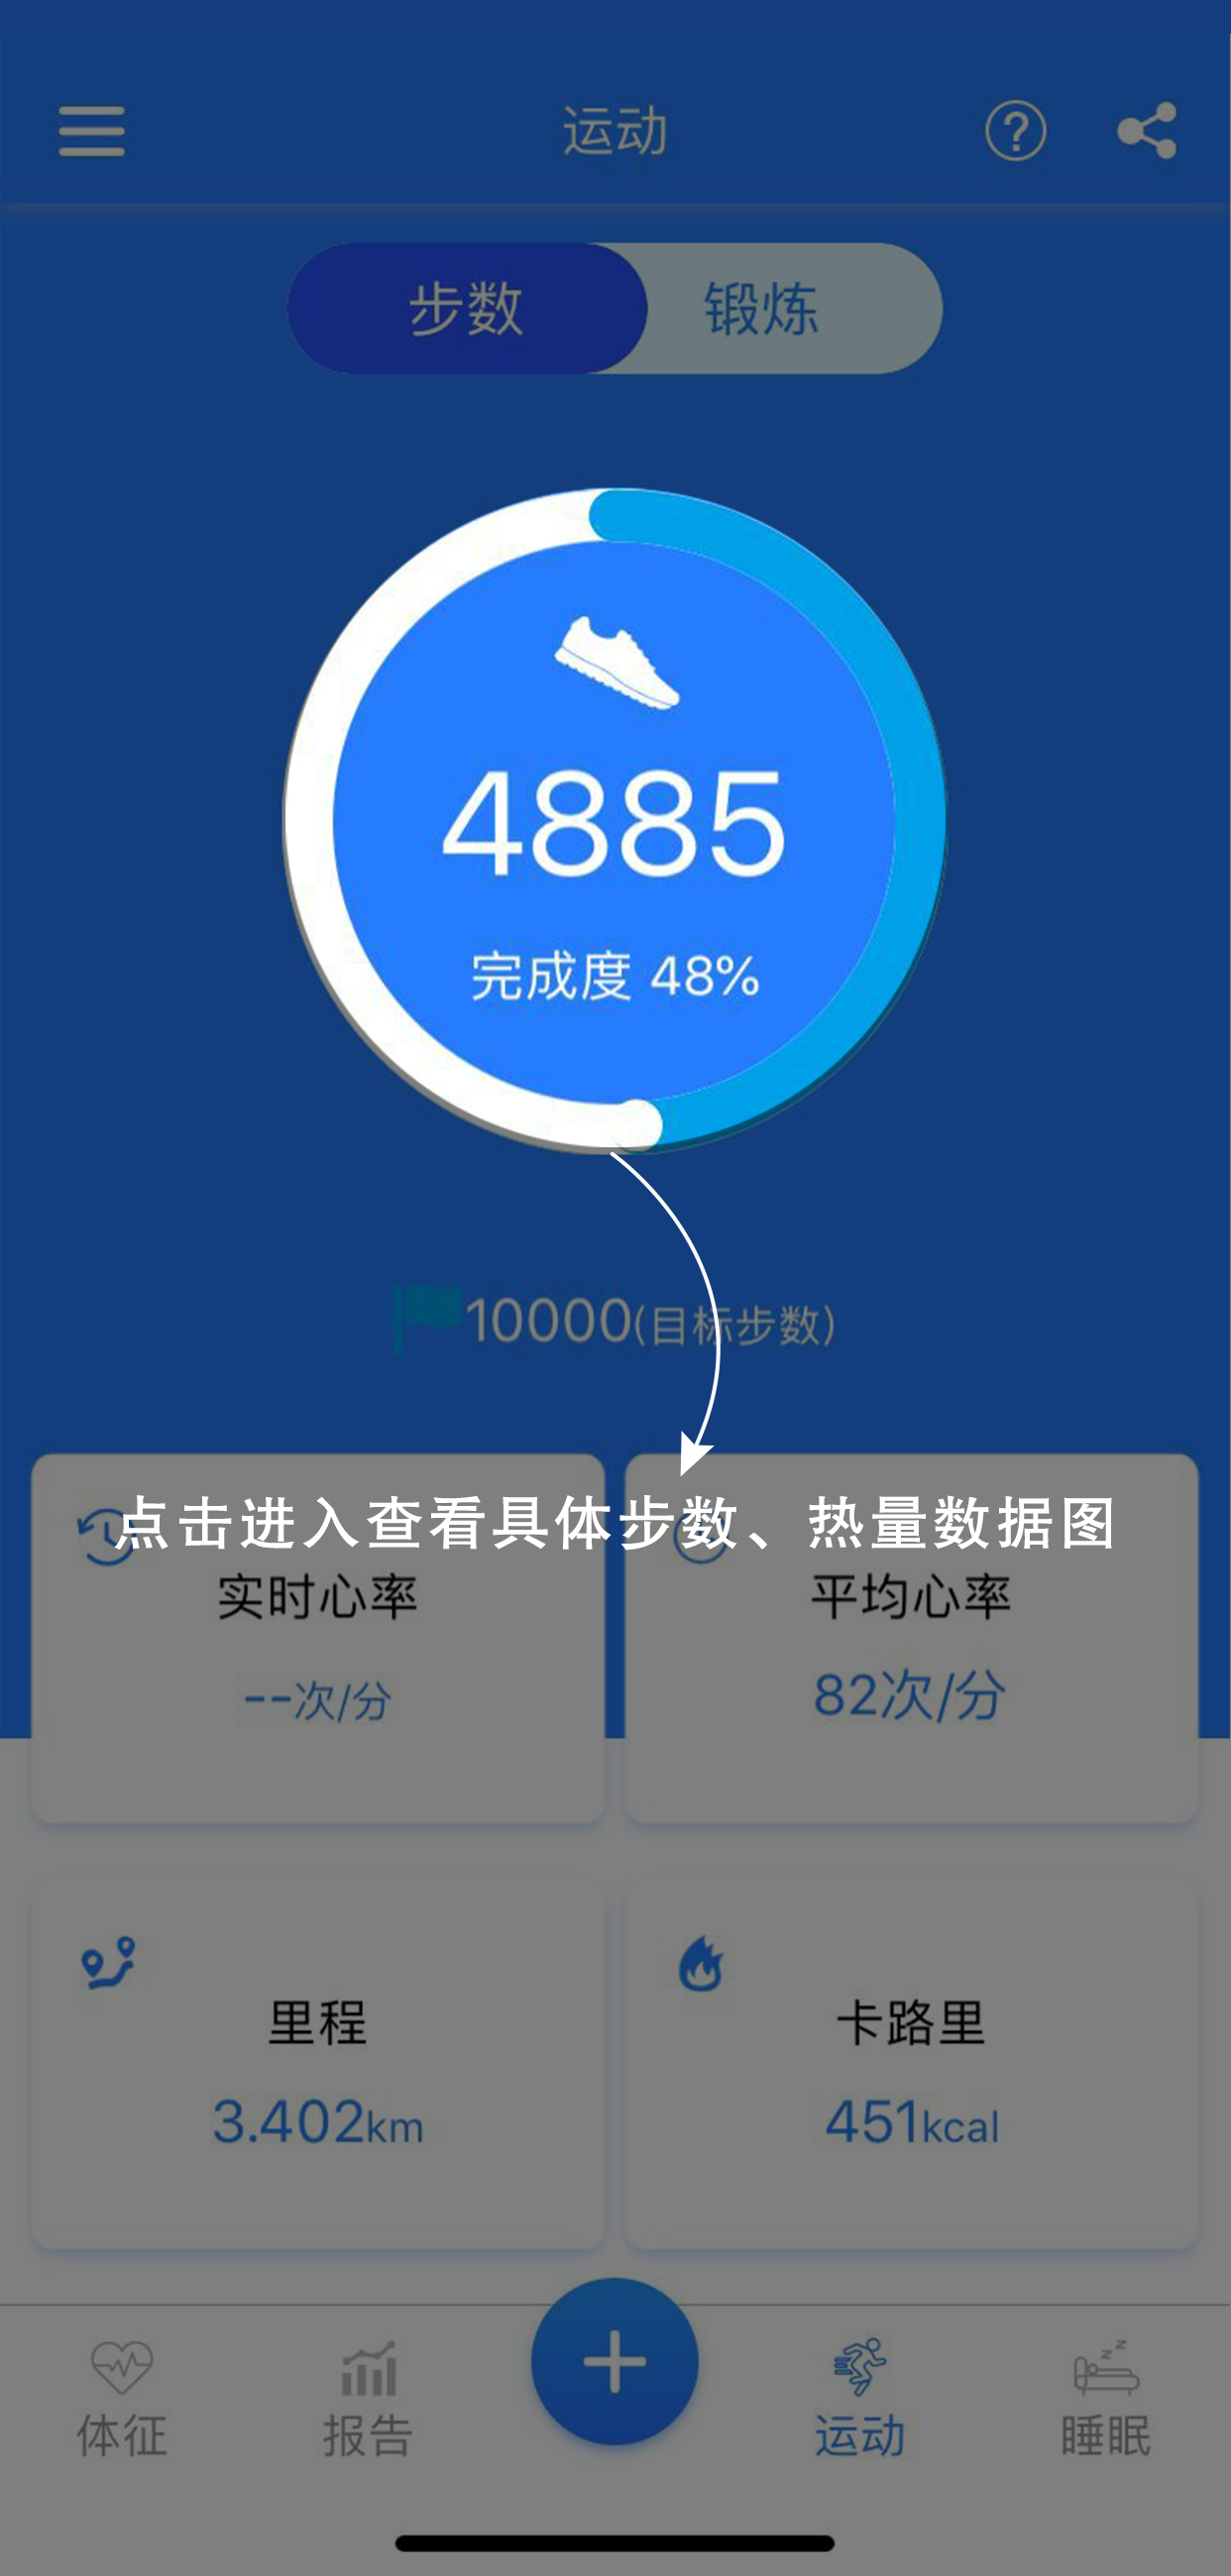 运动
步数 锻炼
4885
完成度 48%
10000(目标步数)
点击进入查看具体步数、热量数据图
实时心率 平均心率
--次/分 82次/分
里程 卡路里
3.402km 451kcal
体征 报告 运动 睡眠